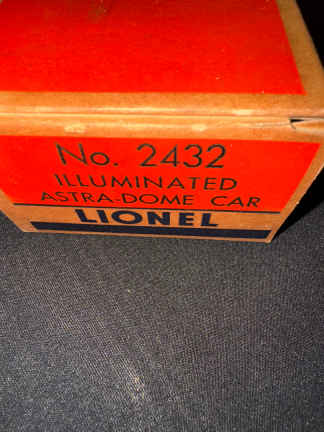 No. 2432
ILLUMINATED
ASTRA-DOME CAR
LIONEL